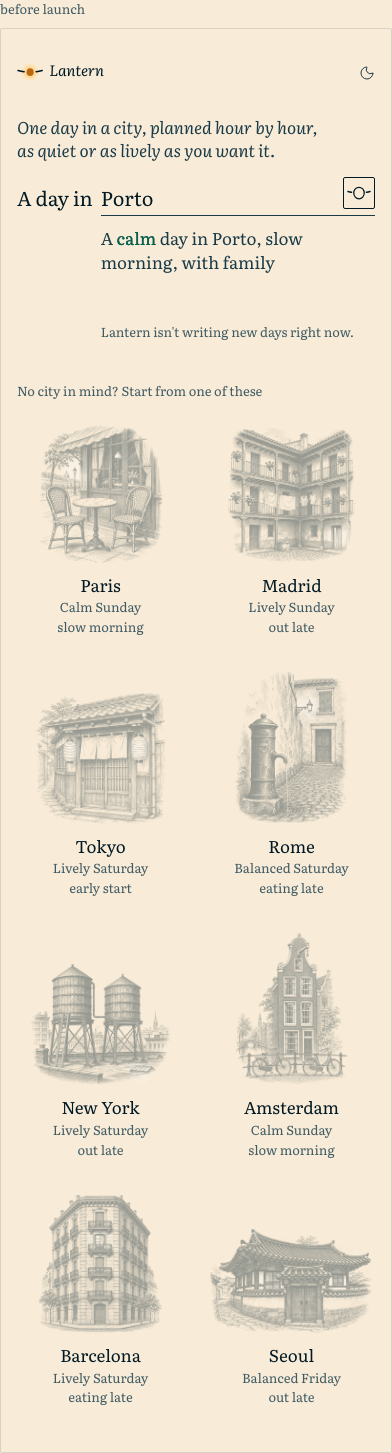 before launch
Lantern
One day in a city, planned hour by hour,
as quiet or as lively as you want it.
A day in Porto
A calm day in Porto, slow
morning, with family
Lantern isn't writing new days right now.
No city in mind? Start from one of these
Paris
Calm Sunday
slow morning
Madrid
Lively Sunday
out late
Tokyo
Lively Saturday
early start
Rome
Balanced Saturday
eating late
New York
Lively Saturday
out late
Amsterdam
Calm Sunday
slow morning
Barcelona
Lively Saturday
eating late
Seoul
Balanced Friday
out late